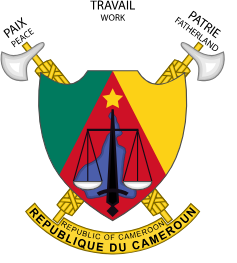 TRAVAIL
WORK
PAIX
PEACE
PATRIE
FATHERLAND
REPUBLIC OF CAMEROON
REPUBLIQUE DU CAMEROUN